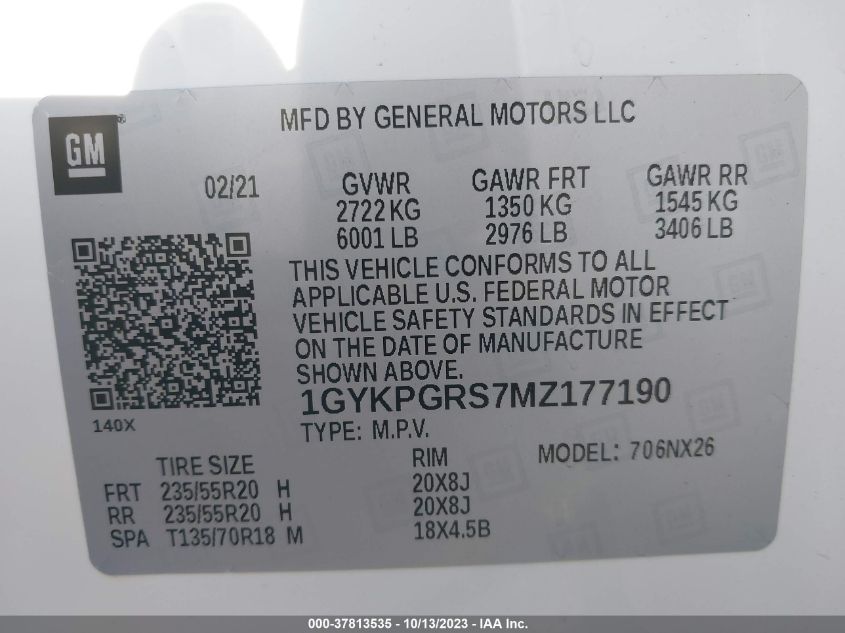 GM
MFD BY GENERAL MOTORS LLC
02/21
GVWR
2722 KG
6001 LB
GAWR FRT
1350 KG
2976 LB
GAWR RR
1545 KG
3406 LB
THIS VEHICLE CONFORMS TO ALL
APPLICABLE U.S. FEDERAL MOTOR
VEHICLE SAFETY STANDARDS IN EFFECT
ON THE DATE OF MANUFACTURE
SHOWN ABOVE.
1GYKPGRS7MZ177190
TYPE: M.P.V.
140X
MODEL: 706NX26
TIRE SIZE RIM
FRT 235/55R20 H 20X8J
RR 235/55R20 H 20X8J
SPA T135/70R18 M 18X4.5B
000-37813535 - 10/13/2023 - IAA Inc.